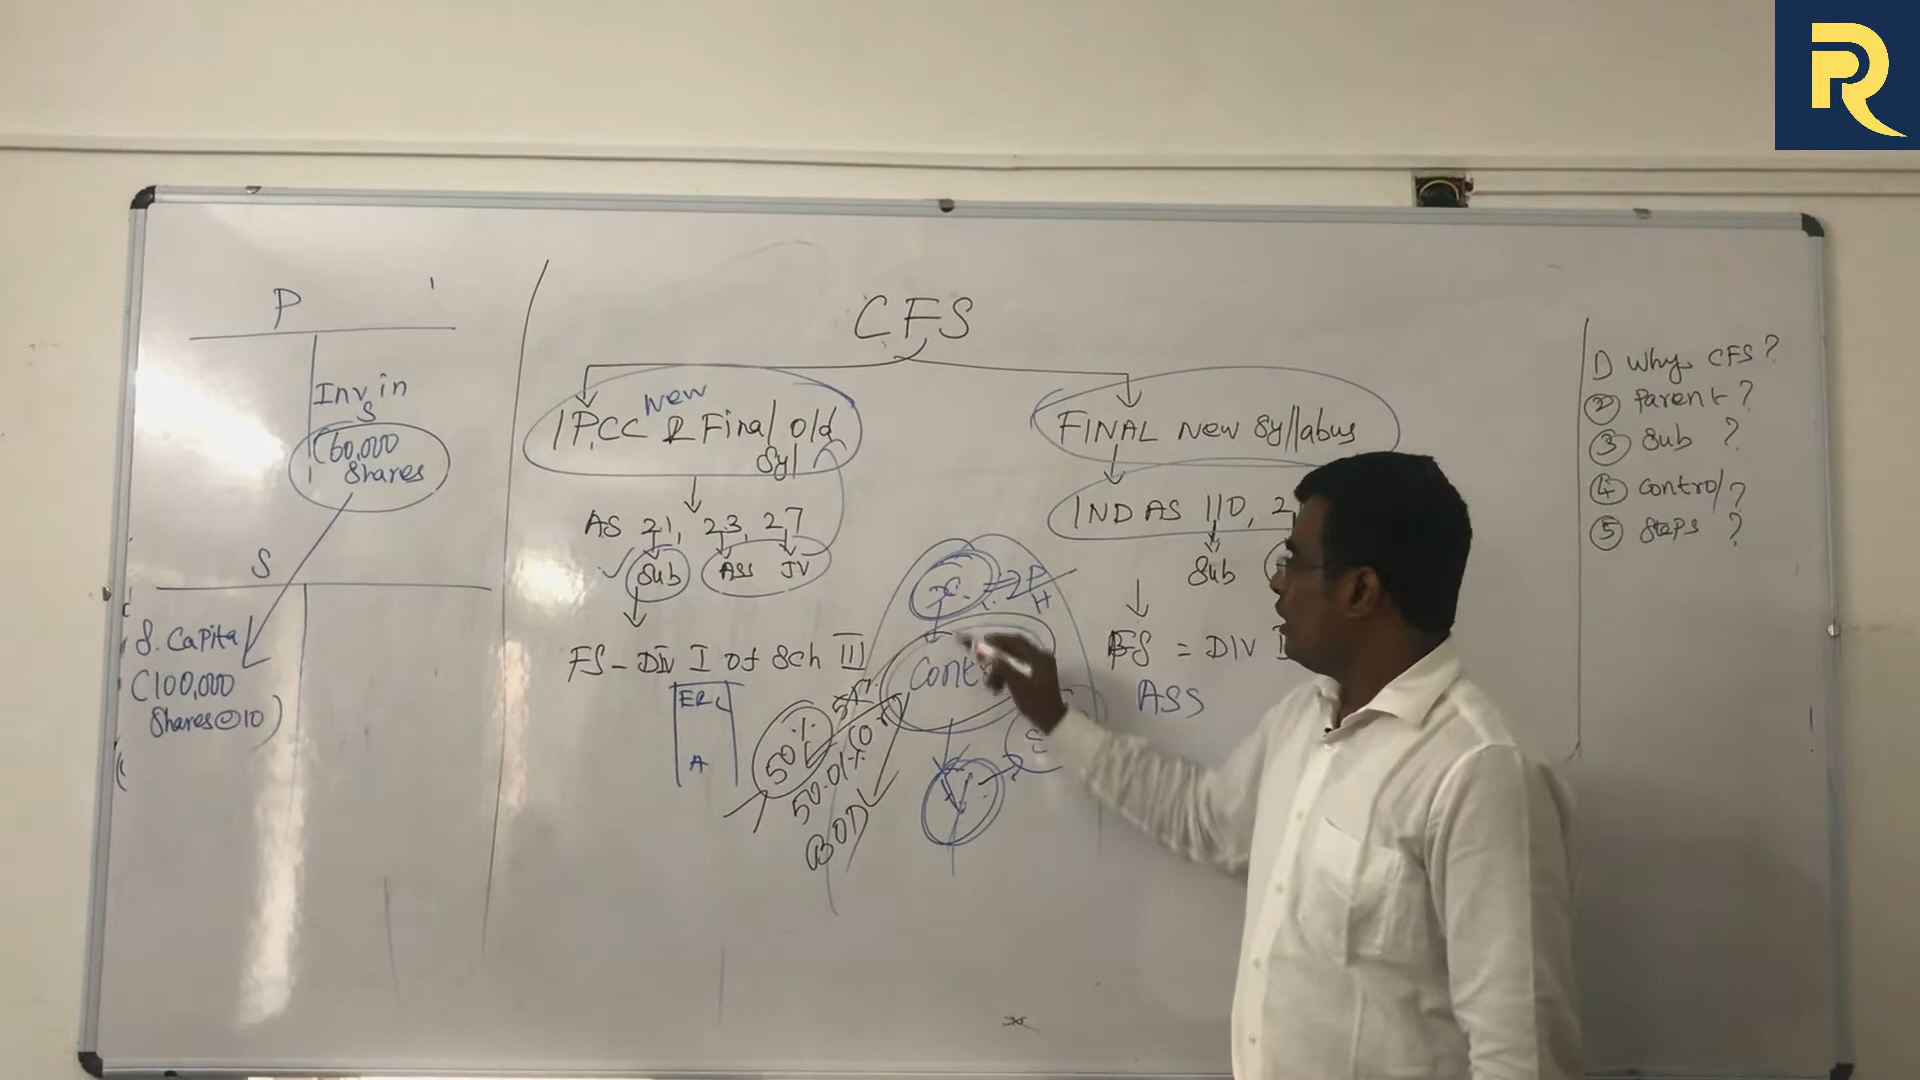 P
Inv in
S
(60,000
Shares
S
S. Capital
(100,000
Shares @ 10)
CFS
New
IPCC & Final Old
Syl
AS 21, 23, 27
Sub
Ass JV
FS - Div I of Sch III
E&L
A
50%
50.01%
BOD
FINAL New Syllabus
IND AS 110, 2
Sub
FS = DIV
ASS
1) Why CFS?
② Parent?
③ Sub ?
④ Control?
⑤ Steps ?
R